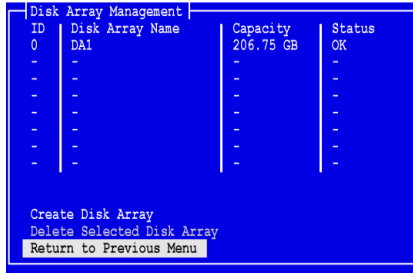 Disk Array Management
ID Disk Array Name Capacity Status
0 DA1 206.75 GB OK
- - - -
- - - -
- - - -
- - - -
- - - -
- - - -
- - - -
Create Disk Array
Delete Selected Disk Array
Return to Previous Menu